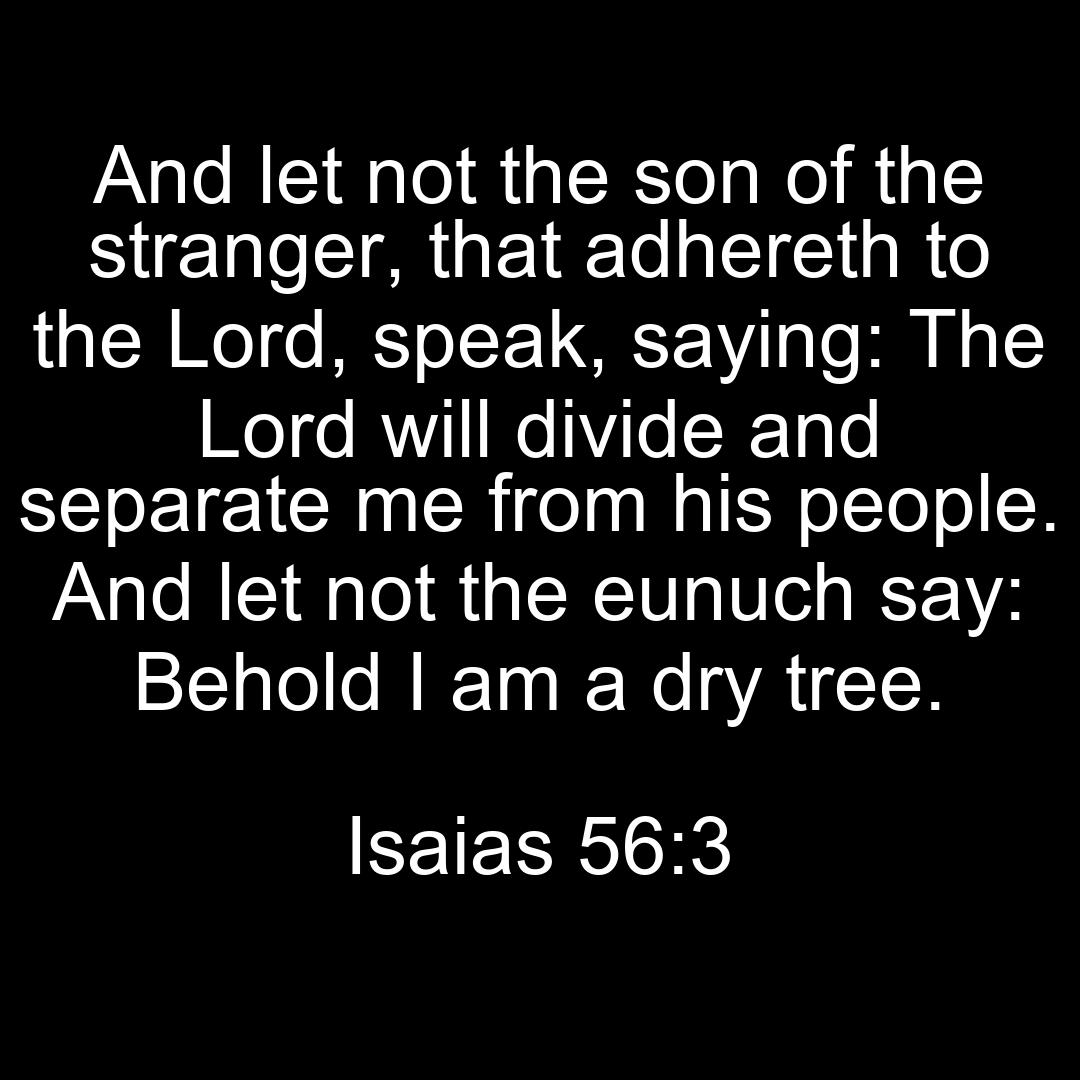 And let not the son of the
stranger, that adhereth to
the Lord, speak, saying: The
Lord will divide and
separate me from his people.
And let not the eunuch say:
Behold I am a dry tree.
Isaias 56:3